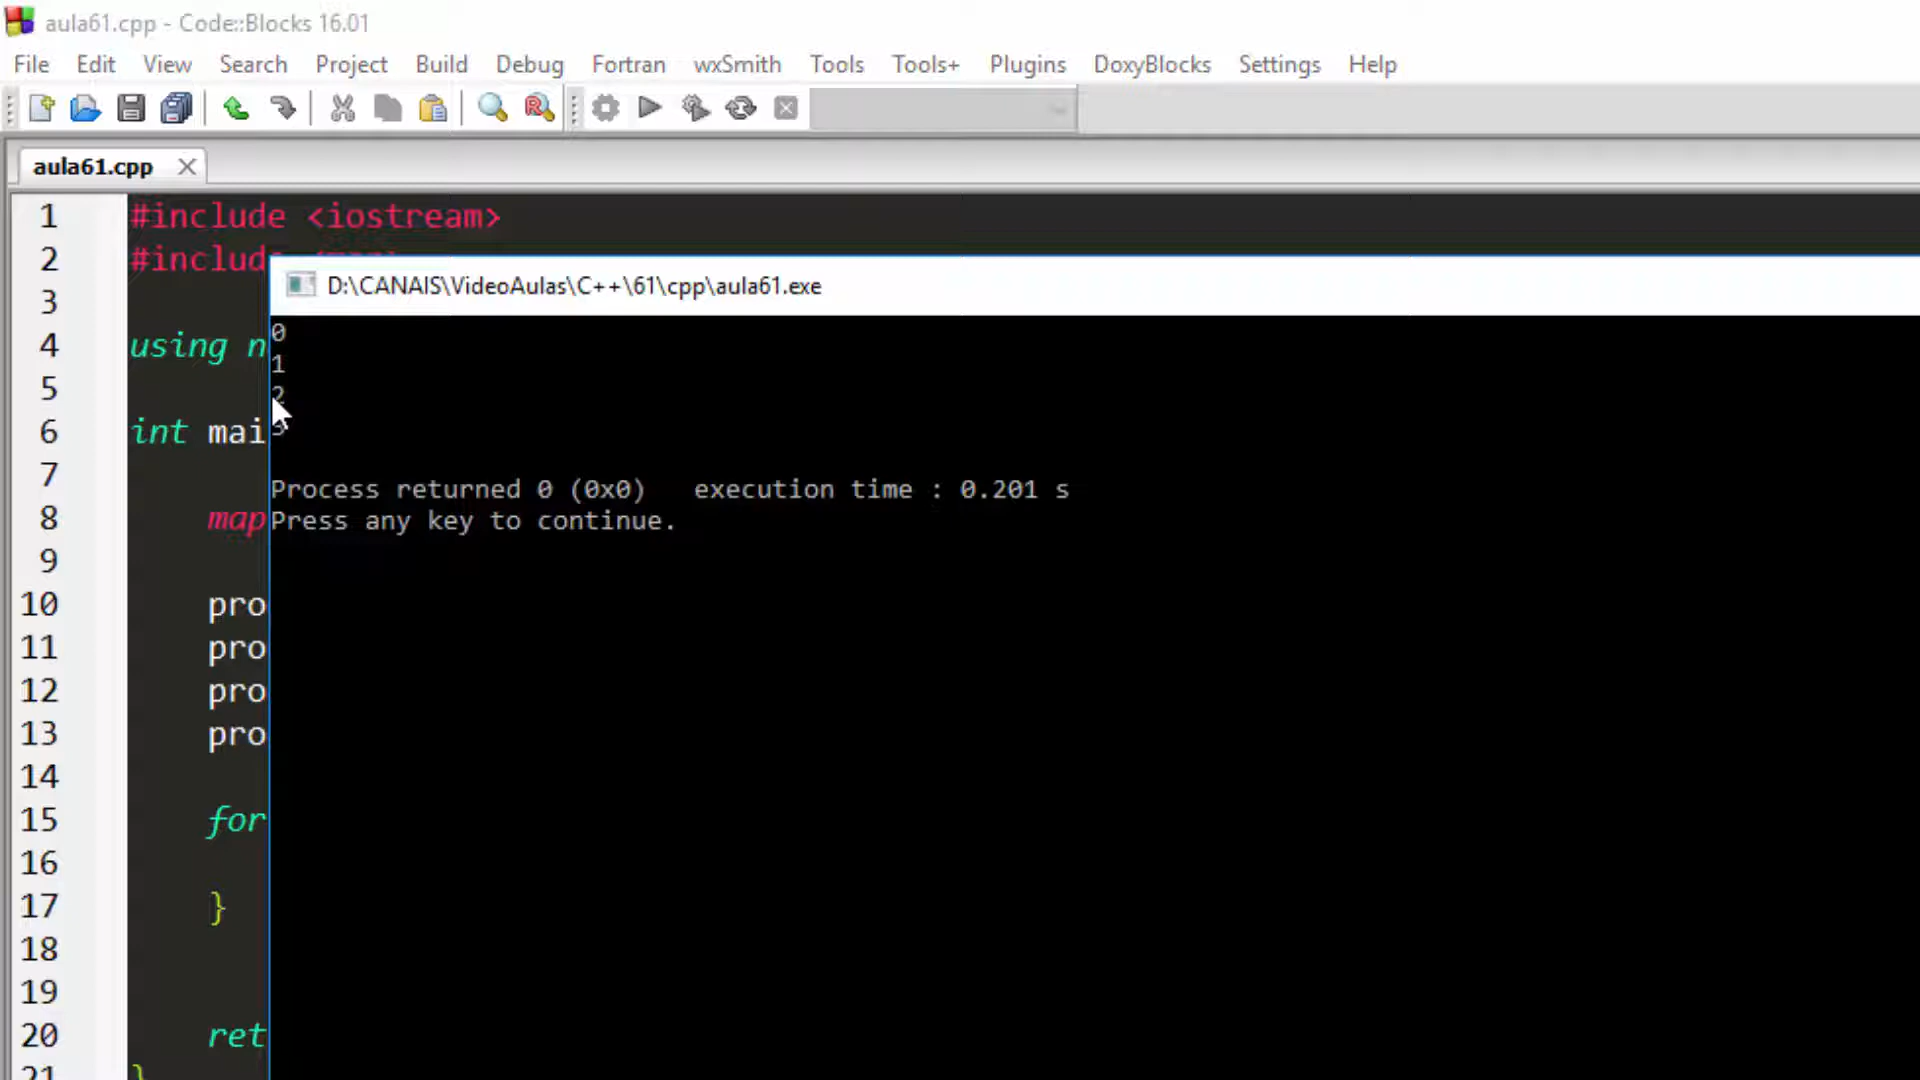 aula61.cpp - Code::Blocks 16.01
File Edit View Search Project Build Debug Fortran wxSmith Tools Tools+ Plugins DoxyBlocks Settings Help
aula61.cpp
1 #include <iostream>
2 #include
D:\CANAIS\VideoAulas\C++\61\cpp\aula61.exe
3
4 using n
5
6 int mai
7
8 map
9
10 pro
11 pro
12 pro
13 pro
14
15 for
16
17 }
18
19
20 ret
21 }
0
1
2
3
Process returned 0 (0x0) execution time : 0.201 s
Press any key to continue.